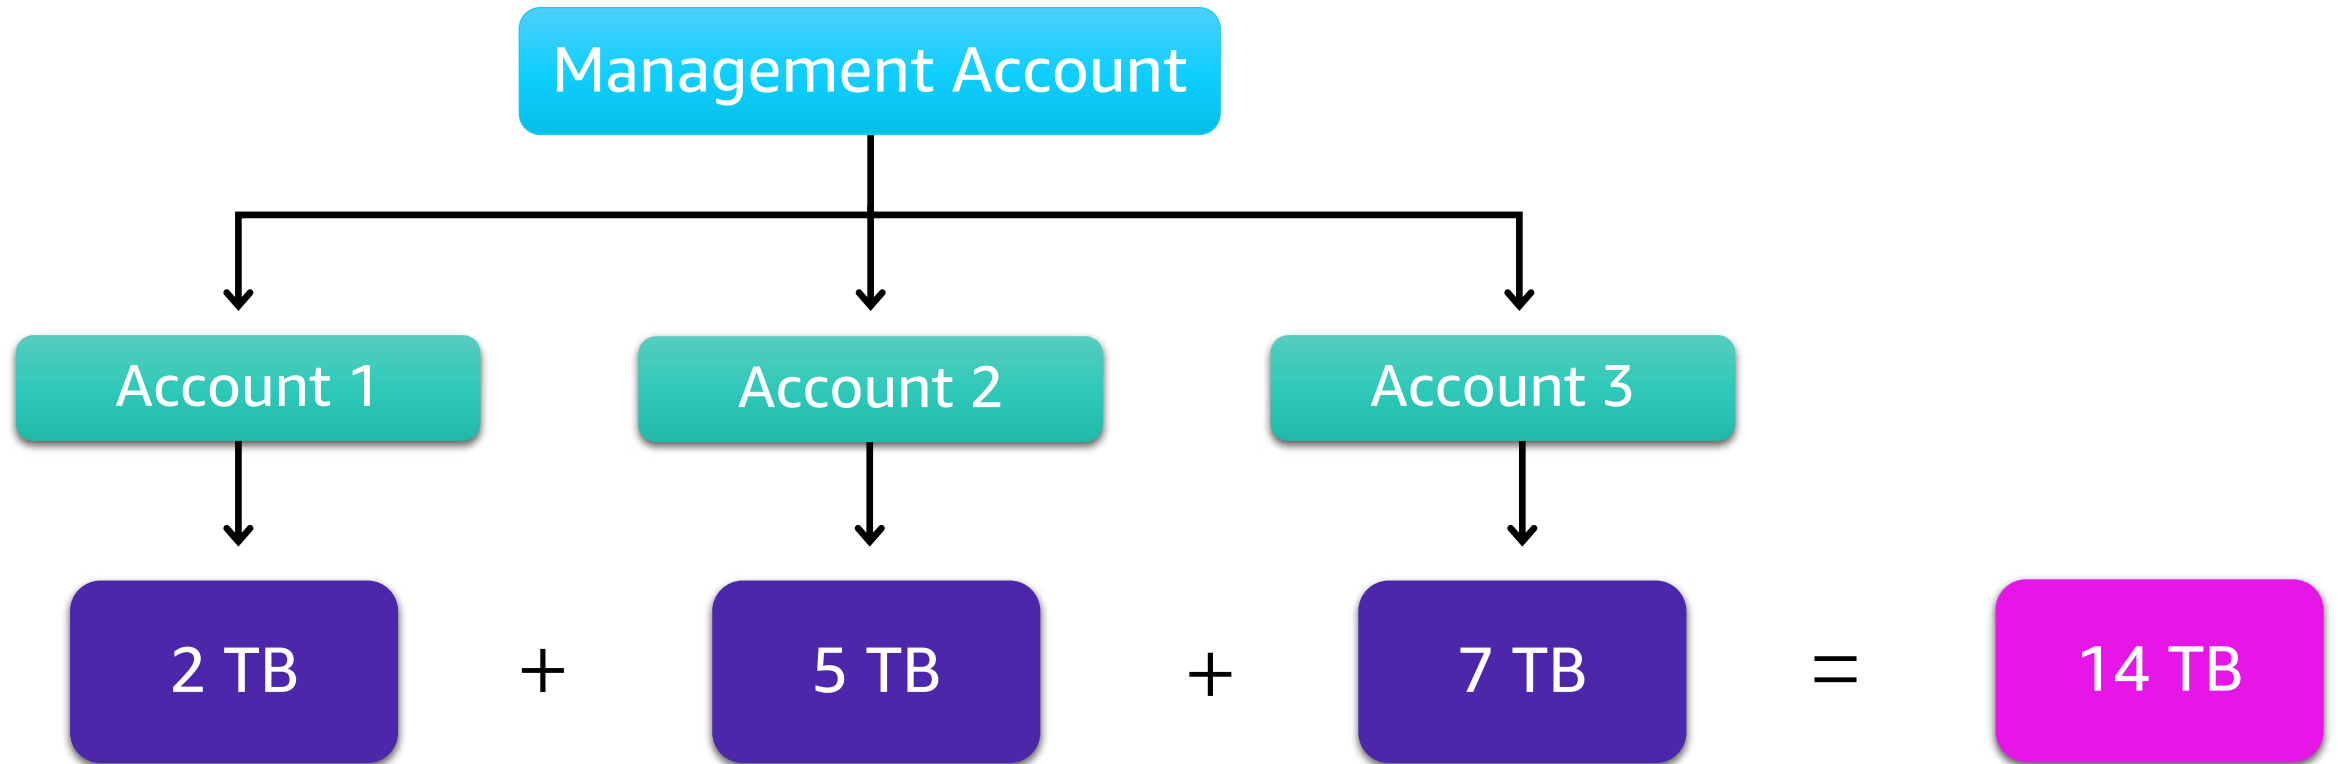 Management Account
Account 1
Account 2
Account 3
2 TB
+
5 TB
+
7 TB
=
14 TB